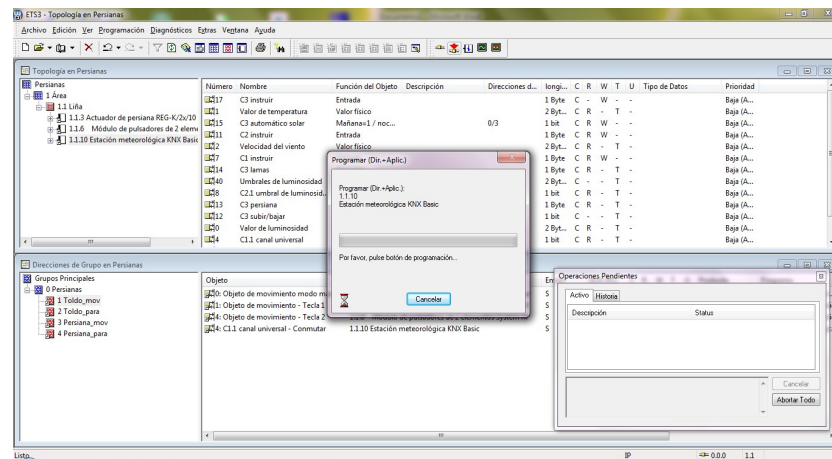 ETS3 - Topología en Persianas
Archivo Edición Ver Programación Diagnósticos Extras Ventana Ayuda
Topología en Persianas
Persianas
1 Área
1.1 Liña
1.1.3 Actuador de persiana REG-K/2x/10
1.1.6 Módulo de pulsadores de 2 eleme
1.1.10 Estación meteorológica KNX Basic
Número Nombre Función del Objeto Descripción Direcciones d... longi... C R W T U Tipo de Datos Prioridad
17 C3 instruir Entrada 1 Byte C - W - - Baja (A...
1 Valor de temperatura Valor físico 2 Byt... C R - T - Baja (A...
15 C3 automático solar Mañana=1 / noc... 0/3 1 bit C R W - - Baja (A...
11 C2 instruir Entrada 1 Byte C - W - - Baja (A...
2 Velocidad del viento Valor físico 2 Byt... C R - T - Baja (A...
7 C1 instruir 1 Byte C R W - - Baja (A...
14 C3 lamas 1 Byte C R - T - Baja (A...
40 Umbrales de luminosidad 2 Byt... C - - T - Baja (A...
8 C2.1 umbral de luminosid... 1 bit C R - T - Baja (A...
13 C3 persiana 1 Byte C R - T - Baja (A...
12 C3 subir/bajar 1 bit C - - T - Baja (A...
0 Valor de luminosidad 2 Byt... C R - T - Baja (A...
4 C1.1 canal universal 1 bit C R - T - Baja (A...
Programar (Dir.+Aplic.)
Programar (Dir.+Aplic.):
1.1.10
Estación meteorológica KNX Basic
Por favor, pulse botón de programación...
Cancelar
Direcciones de Grupo en Persianas
Grupos Principales
0 Persianas
1 Toldo_mov
2 Toldo_para
3 Persiana_mov
4 Persiana_para
Objeto
0: Objeto de movimiento modo m
1: Objeto de movimiento - Tecla 1
4: Objeto de movimiento - Tecla 2
4: C1.1 canal universal - Conmutar 1.1.10 Estación meteorológica KNX Basic S
Operaciones Pendientes
Activo Historia
Descripción Status
Cancelar
Abortar Todo
Listo... IP 0.0.0 1.1